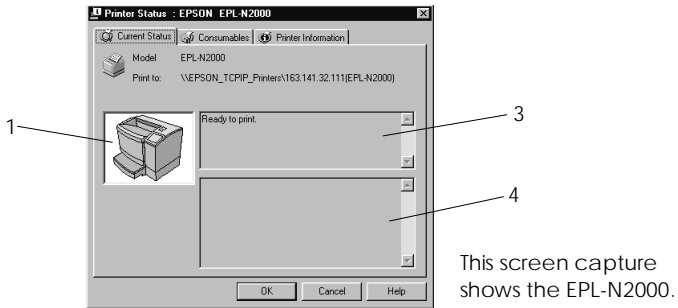 Printer Status : EPSON EPL-N2000
Current Status Consumables Printer Information
Model EPL-N2000
Print to: \\EPSON_TCPIP_Printers\163.141.32.111(EPL-N2000)
1
Ready to print.
3
4
OK Cancel Help
This screen capture
shows the EPL-N2000.